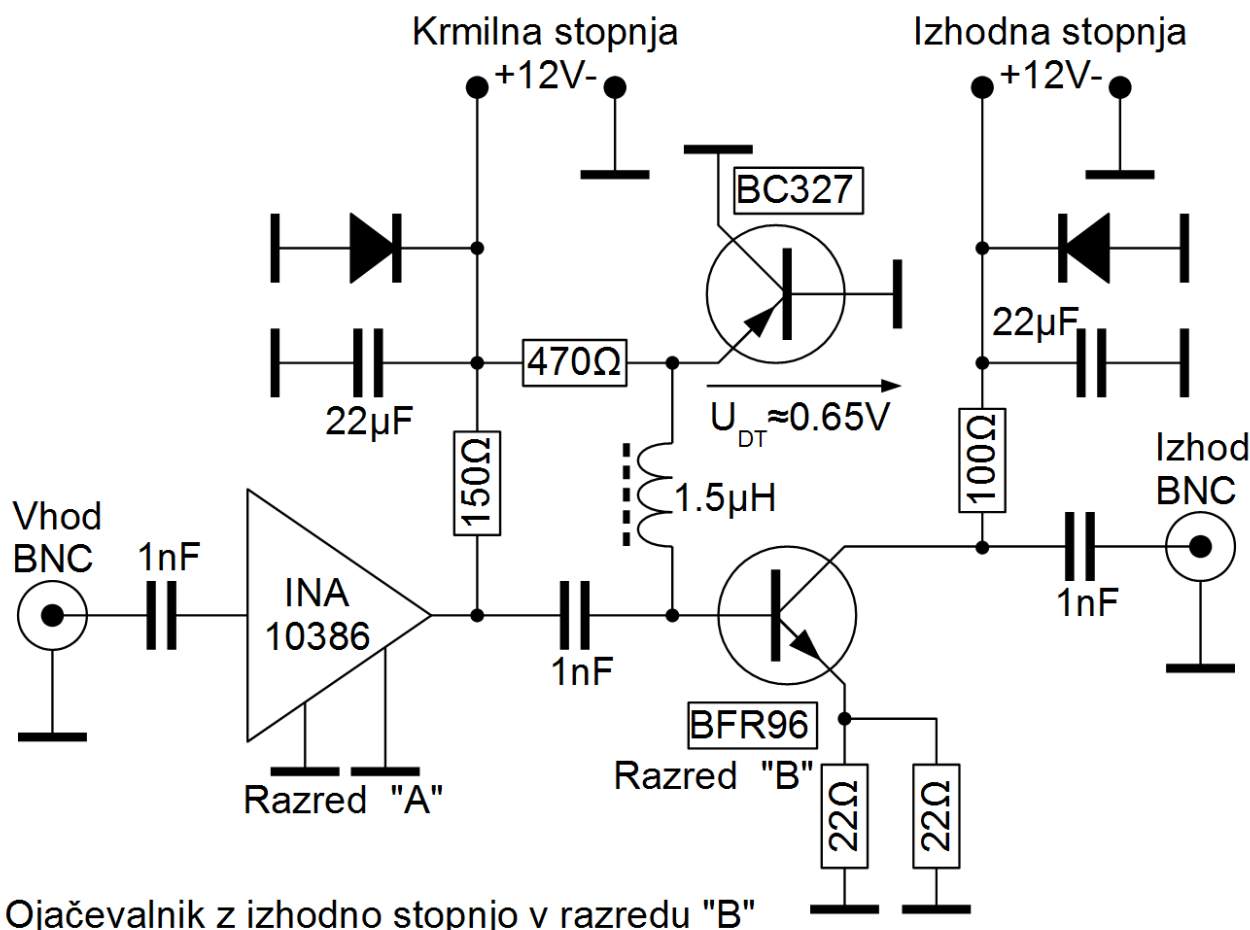 Krmilna stopnja
+12V-
Izhodna stopnja
+12V-
BC327
22µF
470Ω
22µF
U_DT≈0.65V
150Ω
100Ω
Izhod
BNC
1.5µH
Vhod
BNC
1nF
INA
10386
1nF
1nF
BFR96
Razred "A"
Razred "B"
22Ω
22Ω
Ojačevalnik z izhodno stopnjo v razredu "B"